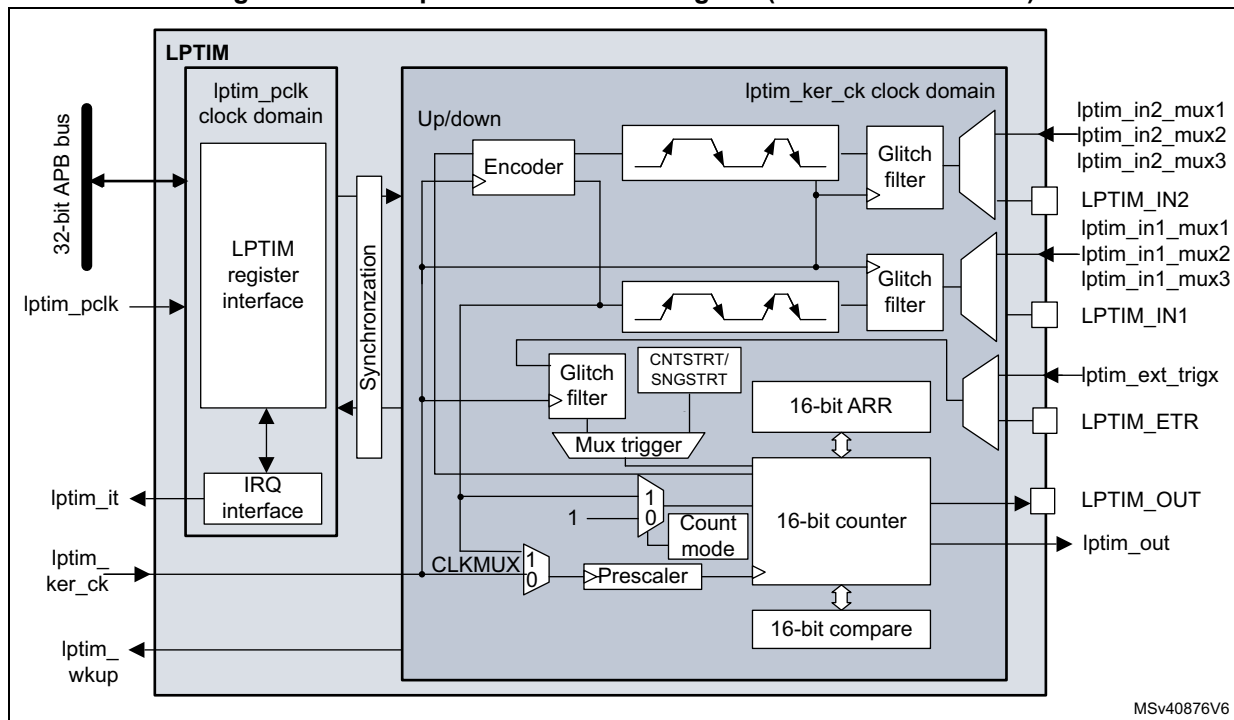 LPTIM
lptim_pclk
clock domain
lptim_ker_ck clock domain
Up/down
32-bit APB bus
lptim_pclk
LPTIM
register
interface
IRQ
interface
lptim_it
lptim_
ker_ck
lptim_
wkup
Synchronzation
Encoder
Glitch
filter
lptim_in2_mux1
lptim_in2_mux2
lptim_in2_mux3
LPTIM_IN2
Glitch
filter
lptim_in1_mux1
lptim_in1_mux2
lptim_in1_mux3
LPTIM_IN1
Glitch
filter
CNTSTRT/
SNGSTRT
Mux trigger
16-bit ARR
lptim_ext_trigx
LPTIM_ETR
1
1
0
Count
mode
16-bit counter
LPTIM_OUT
lptim_out
CLKMUX
1
0
Prescaler
16-bit compare
MSv40876V6